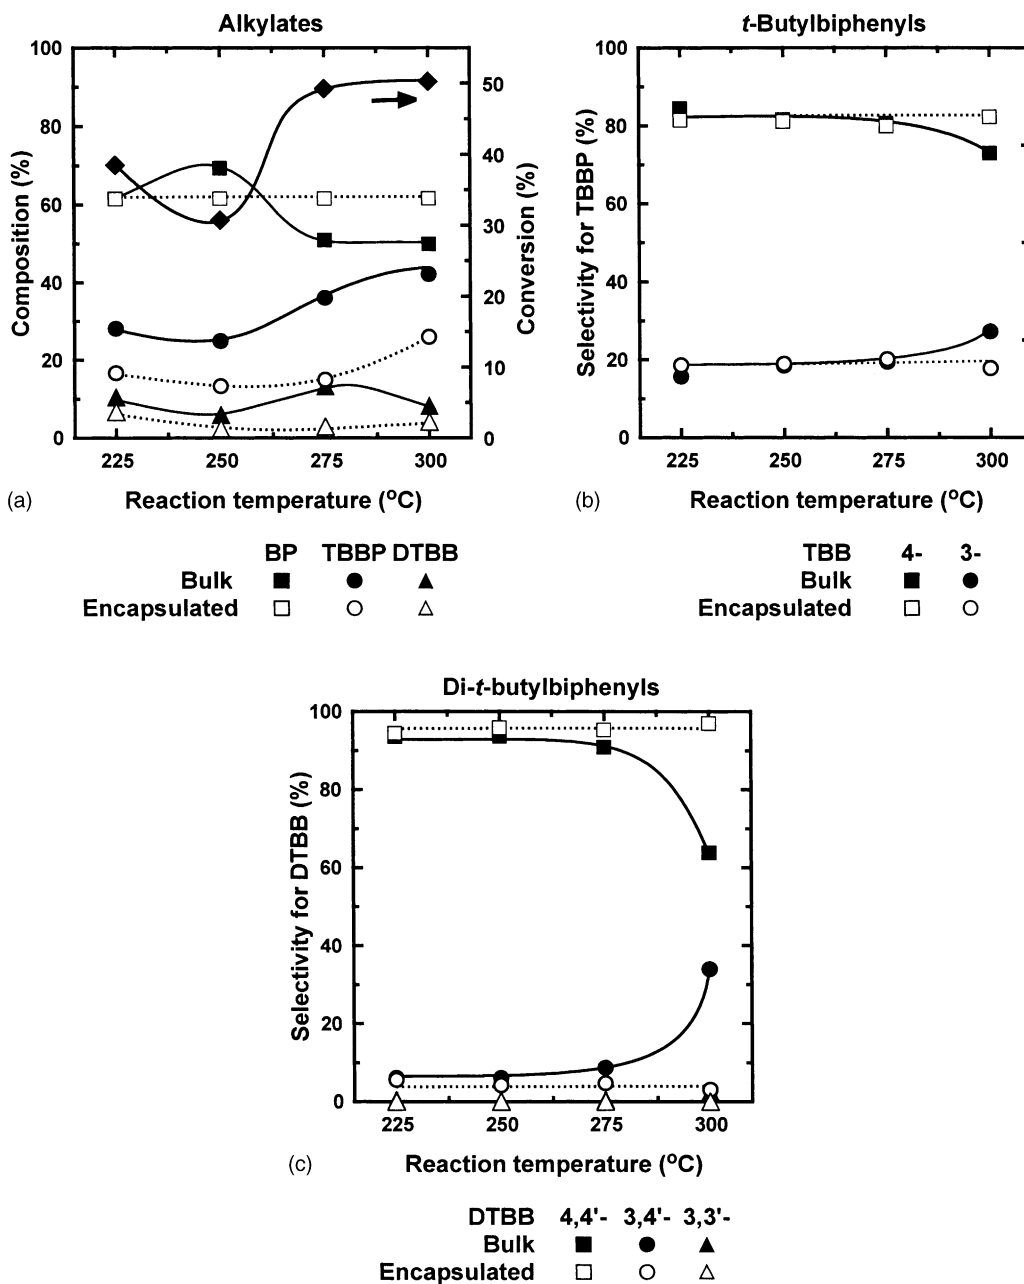 Alkylates
100
80
60
40
20
0
Composition (%)
50
40
30
20
10
0
Conversion (%)
225 250 275 300
(a) Reaction temperature (°C)
BP TBBP DTBB
Bulk
Encapsulated
t-Butylbiphenyls
100
80
60
40
20
0
Selectivity for TBBP (%)
225 250 275 300
(b) Reaction temperature (°C)
TBB 4- 3-
Bulk
Encapsulated
Di-t-butylbiphenyls
100
80
60
40
20
0
Selectivity for DTBB (%)
225 250 275 300
(c) Reaction temperature (°C)
DTBB 4,4'- 3,4'- 3,3'-
Bulk
Encapsulated